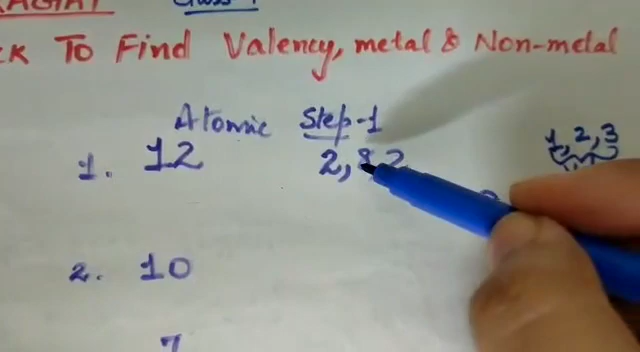 To Find Valency, metal & Non-metal
Atomic Step-1
1. 12 2,8,2
1, 2, 3
2. 10
7